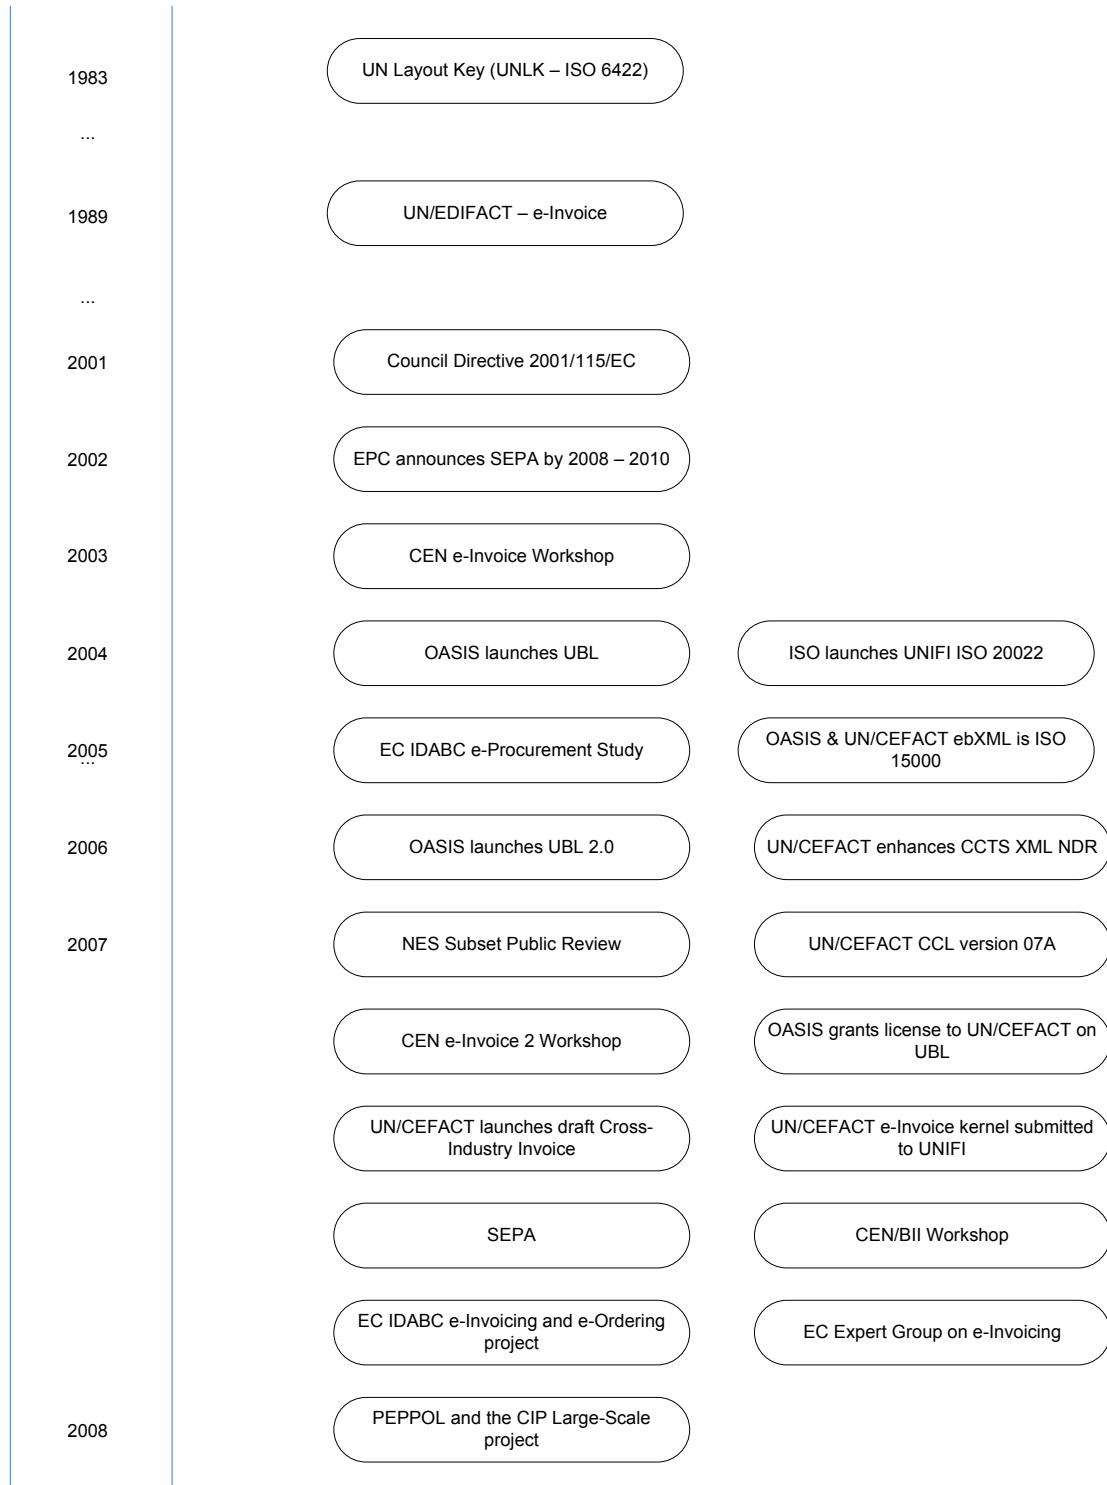 1983
UN Layout Key (UNLK – ISO 6422)
...
1989
UN/EDIFACT – e-Invoice
...
2001
Council Directive 2001/115/EC
2002
EPC announces SEPA by 2008 – 2010
2003
CEN e-Invoice Workshop
2004
OASIS launches UBL
ISO launches UNIFI ISO 20022
2005
...
EC IDABC e-Procurement Study
OASIS & UN/CEFACT ebXML is ISO
15000
2006
OASIS launches UBL 2.0
UN/CEFACT enhances CCTS XML NDR
2007
NES Subset Public Review
UN/CEFACT CCL version 07A
CEN e-Invoice 2 Workshop
OASIS grants license to UN/CEFACT on
UBL
UN/CEFACT launches draft Cross-
Industry Invoice
UN/CEFACT e-Invoice kernel submitted
to UNIFI
SEPA
CEN/BII Workshop
EC IDABC e-Invoicing and e-Ordering
project
EC Expert Group on e-Invoicing
2008
PEPPOL and the CIP Large-Scale
project